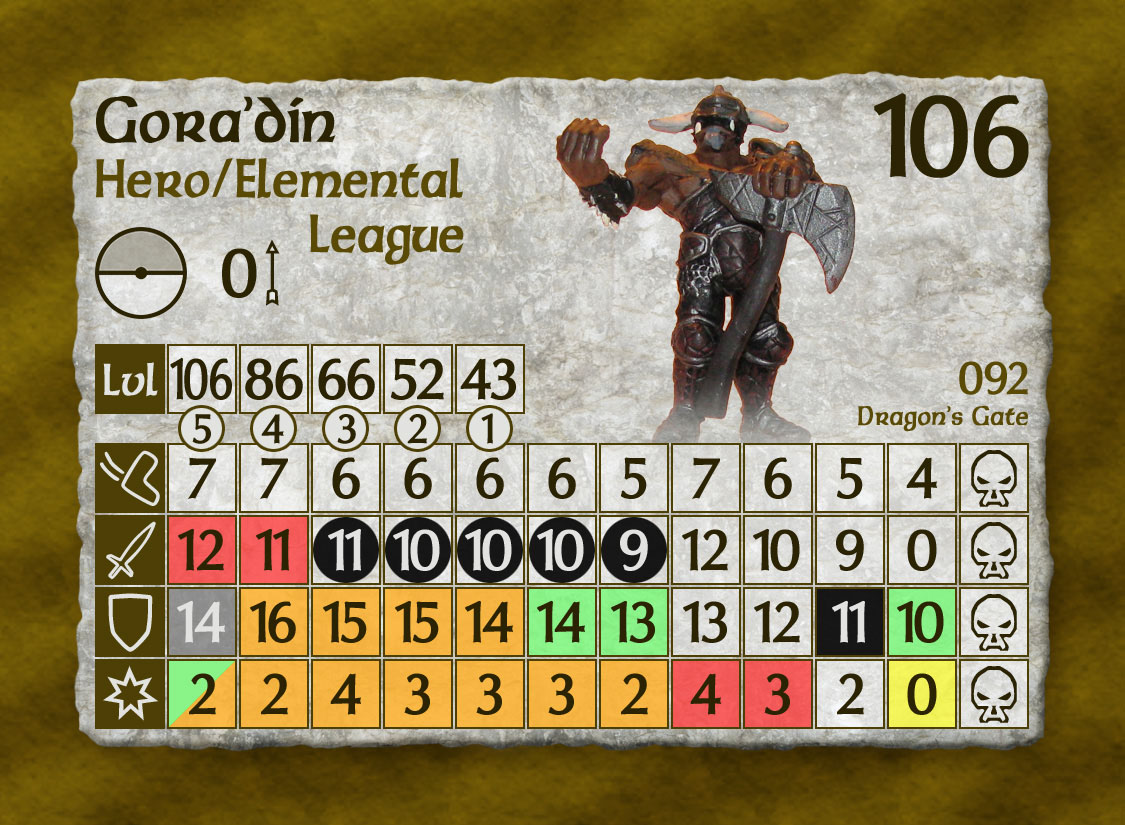 Gora'ðín
106
Hero/Elemental
League
0
Lvl 106 86 66 52 43
092
5 4 3 2 1
Dragon's Gate
7 7 6 6 6 6 5 7 6 5 4
12 11 11 10 10 10 9 12 10 9 0
14 16 15 15 14 14 13 13 12 11 10
2 2 4 3 3 3 2 4 3 2 0